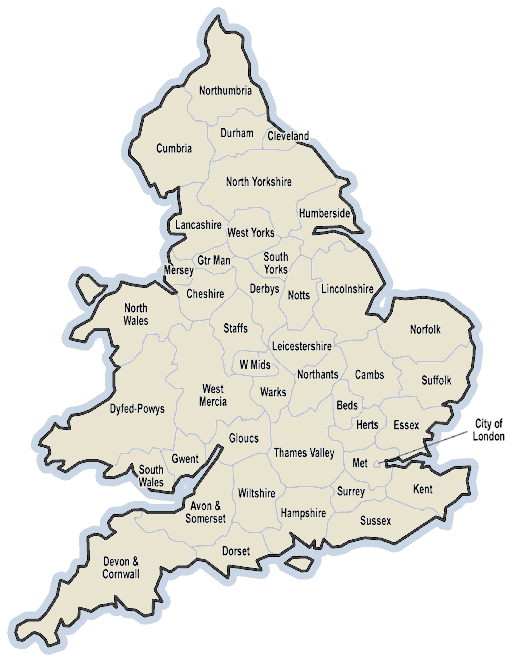 Northumbria
Durham
Cleveland
Cumbria
North Yorkshire
Humberside
Lancashire
West Yorks
Gtr Man
South
Yorks
Mersey
Cheshire
Derbys
Notts
Lincolnshire
North
Wales
Staffs
Leicestershire
Norfolk
W Mids
Northants
Cambs
Suffolk
West
Mercia
Warks
Dyfed-Powys
Beds
Herts
Essex
City of
London
Gloucs
Thames Valley
Gwent
South
Wales
Met
Surrey
Kent
Wiltshire
Avon &
Somerset
Hampshire
Sussex
Dorset
Devon &
Cornwall